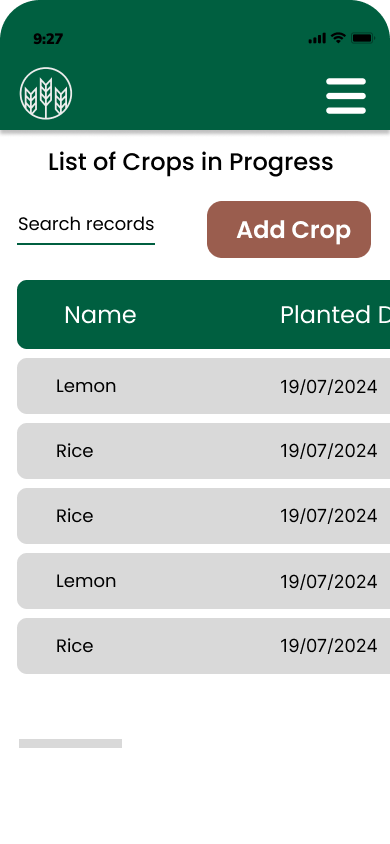 9:27
List of Crops in Progress
Search records
Add Crop
Name Planted D
Lemon 19/07/2024
Rice 19/07/2024
Rice 19/07/2024
Lemon 19/07/2024
Rice 19/07/2024